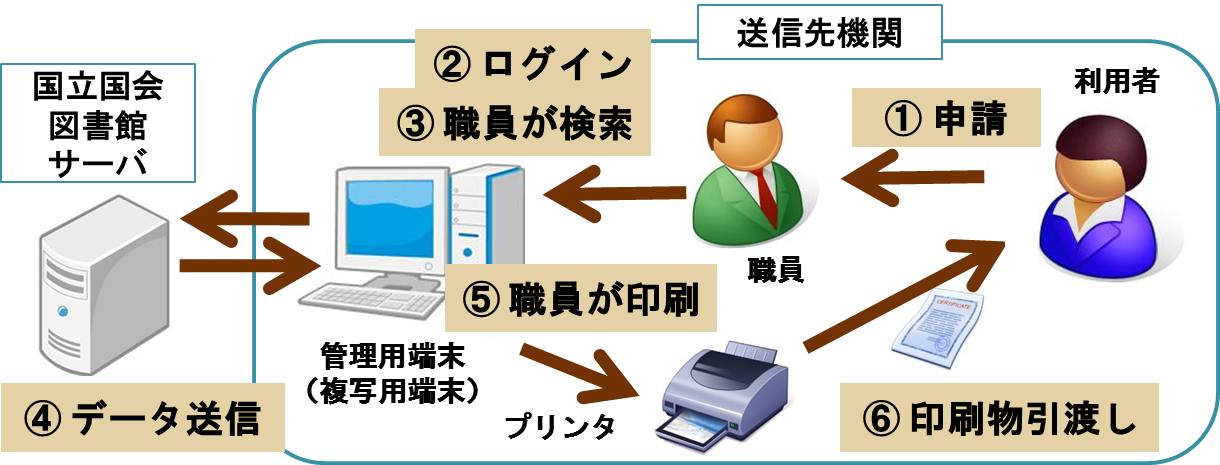 送信先機関
国立国会
図書館
サーバ
② ログイン
③ 職員が検索
① 申請
利用者
職員
⑤ 職員が印刷
管理用端末
（複写用端末）
プリンタ
④ データ送信
CERTIFICATE
⑥ 印刷物引渡し